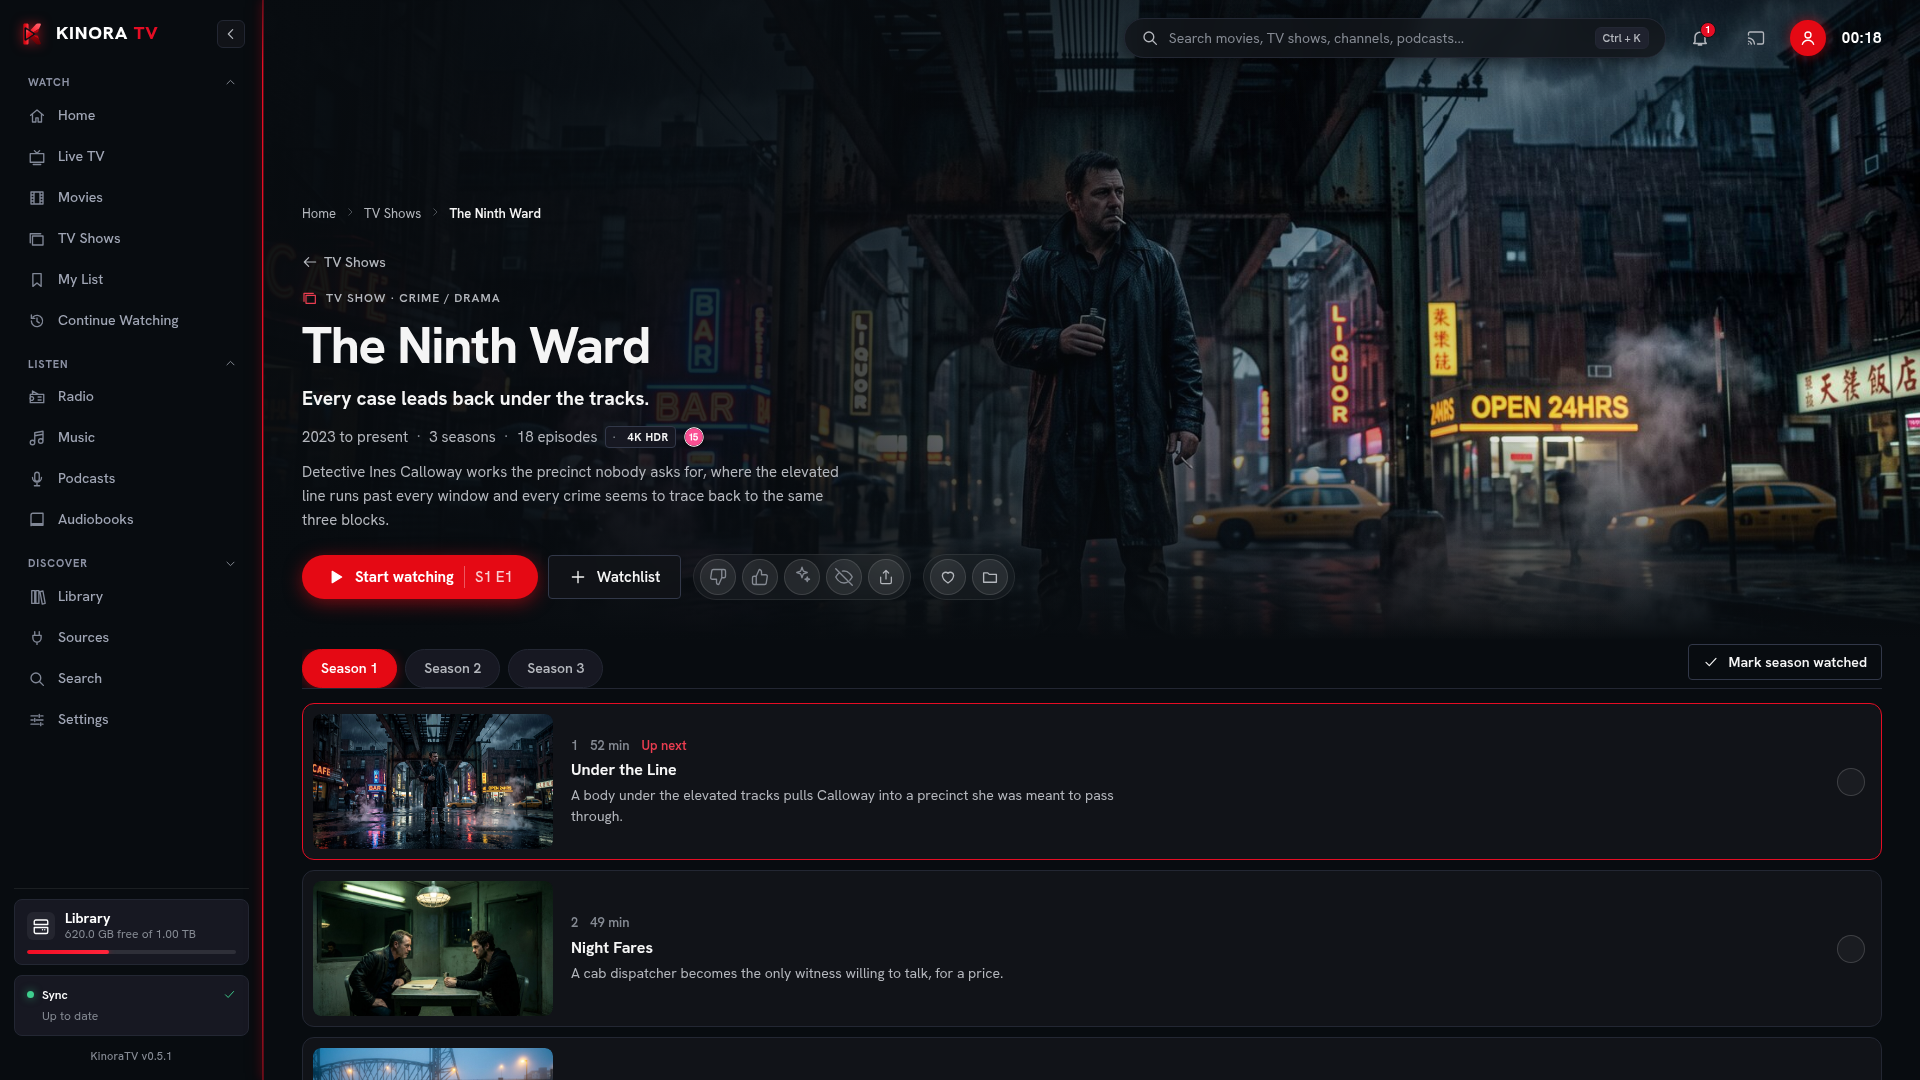 KINORA TV
Search movies, TV shows, channels, podcasts...
Ctrl + K
1
00:18
WATCH
Home
Live TV
Movies
TV Shows
My List
Continue Watching
LISTEN
Radio
Music
Podcasts
Audiobooks
DISCOVER
Library
Sources
Search
Settings
Library
620.0 GB free of 1.00 TB
Sync
Up to date
KinoraTV v0.5.1
Home
TV Shows
The Ninth Ward
TV Shows
TV SHOW · CRIME / DRAMA
The Ninth Ward
Every case leads back under the tracks.
2023 to present · 3 seasons · 18 episodes · 4K HDR 15
Detective Ines Calloway works the precinct nobody asks for, where the elevated
line runs past every window and every crime seems to trace back to the same
three blocks.
Start watching S1 E1
Watchlist
CAFE
BAR
BAR
LIQUOR
LIQUOR
24HRS
OPEN 24HRS
天
飯店
Season 1
Season 2
Season 3
Mark season watched
CAFE
BAR
1 52 min Up next
Under the Line
A body under the elevated tracks pulls Calloway into a precinct she was meant to pass
through.
2 49 min
Night Fares
A cab dispatcher becomes the only witness willing to talk, for a price.